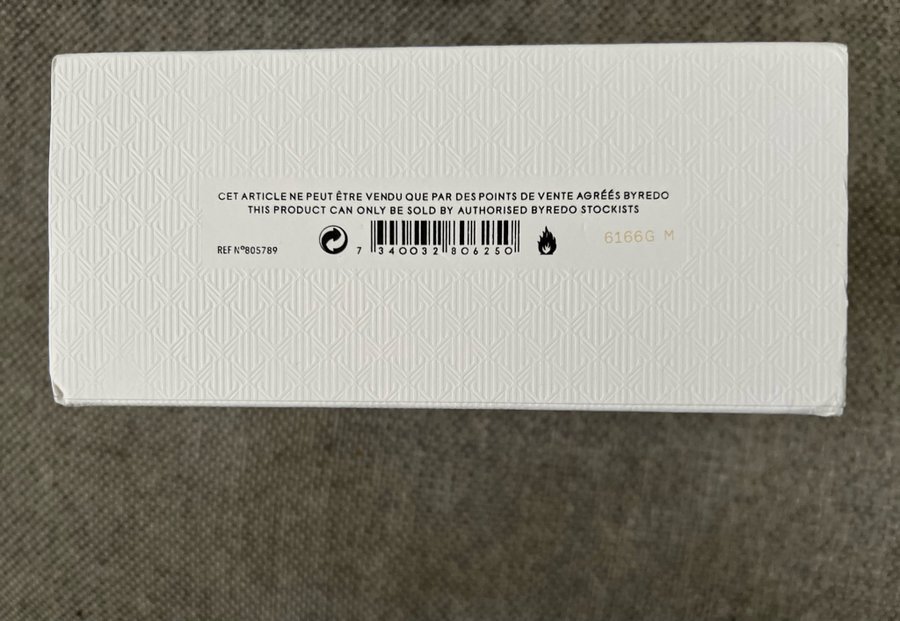 CET ARTICLE NE PEUT ÊTRE VENDU QUE PAR DES POINTS DE VENTE AGRÉÉS BYREDO
THIS PRODUCT CAN ONLY BE SOLD BY AUTHORISED BYREDO STOCKISTS
REF Nº805789
7 340032 806250
6166G M